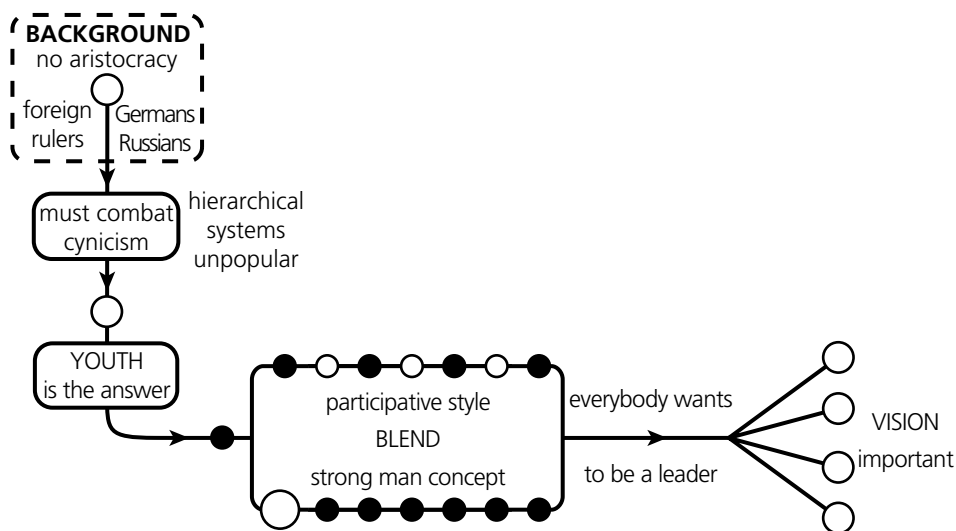 BACKGROUND
no aristocracy
foreign
rulers
Germans
Russians
must combat
cynicism
hierarchical
systems
unpopular
YOUTH
is the answer
participative style
BLEND
strong man concept
everybody wants
to be a leader
VISION
important